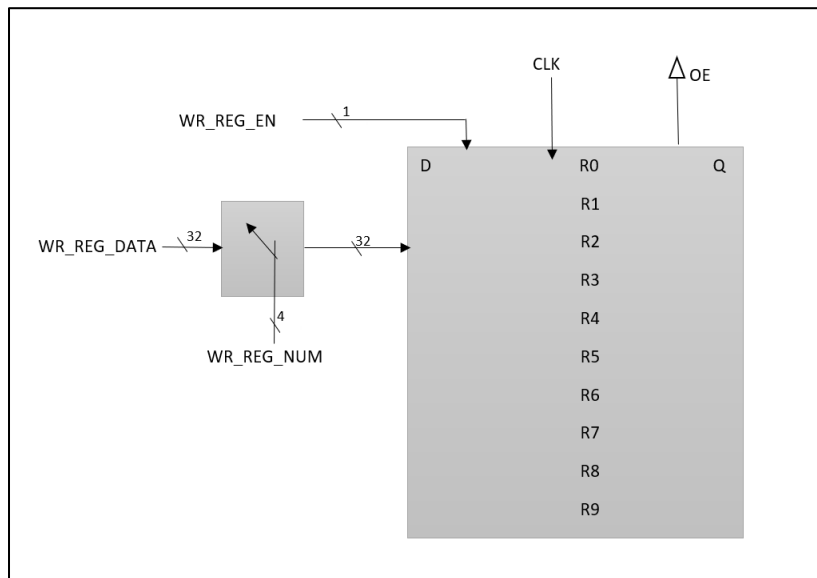 CLK
OE
WR_REG_EN
1
D
R0
Q
R1
R2
R3
R4
R5
R6
R7
R8
R9
WR_REG_DATA
32
32
4
WR_REG_NUM